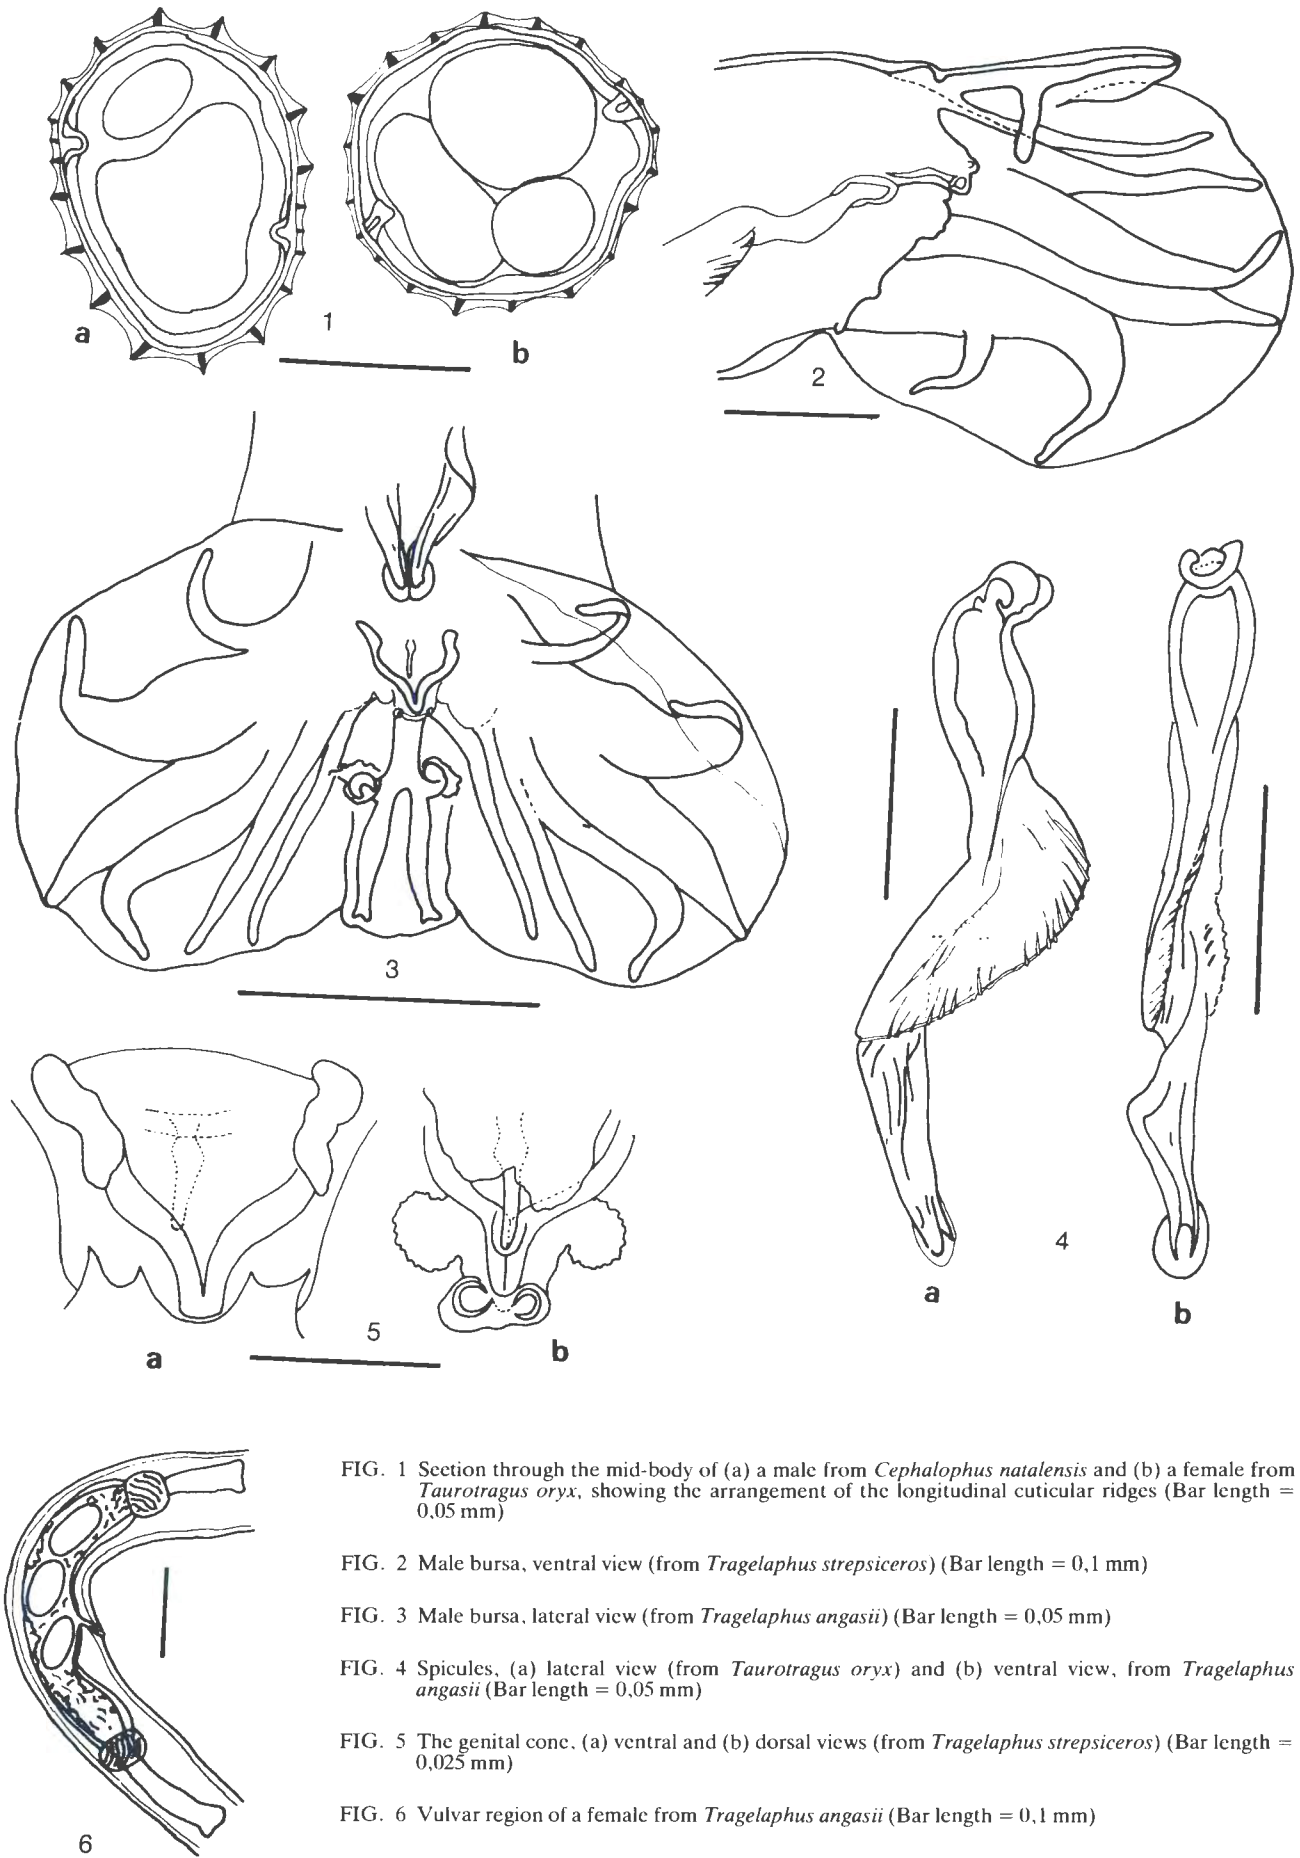 a
1
b
2
3
4
a
b
a
5
b
6
FIG. 1 Section through the mid-body of (a) a male from Cephalophus natalensis and (b) a female from
Taurotragus oryx, showing the arrangement of the longitudinal cuticular ridges (Bar length =
0,05 mm)
FIG. 2 Male bursa, ventral view (from Tragelaphus strepsiceros) (Bar length = 0,1 mm)
FIG. 3 Male bursa, lateral view (from Tragelaphus angasii) (Bar length = 0,05 mm)
FIG. 4 Spicules, (a) lateral view (from Taurotragus oryx) and (b) ventral view, from Tragelaphus
angasii (Bar length = 0,05 mm)
FIG. 5 The genital cone, (a) ventral and (b) dorsal views (from Tragelaphus strepsiceros) (Bar length =
0,025 mm)
FIG. 6 Vulvar region of a female from Tragelaphus angasii (Bar length = 0,1 mm)